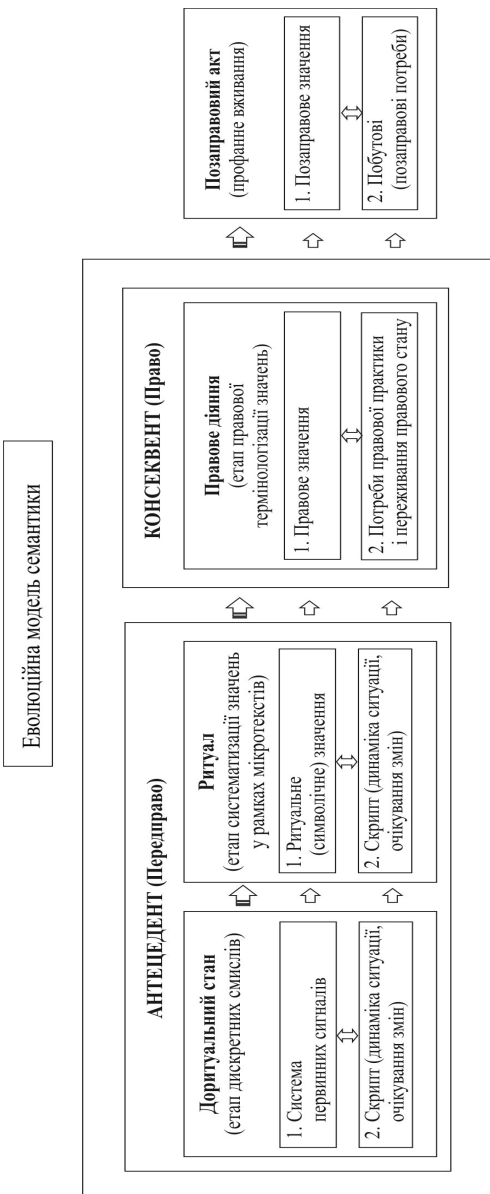 Еволюційна модель семантики
АНТЕЦЕДЕНТ (Передправо)
Доритуальний стан
(етап дискретних смислів)
1. Система
первинних сигналів
2. Скрипт (динаміка ситуації,
очікування змін)
Ритуал
(етап систематизації значень
у рамках мікротекстів)
1. Ритуальне
(символічне) значення
2. Скрипт (динаміка ситуації,
очікування змін)
КОНСЕКВЕНТ (Право)
Правове діяння
(етап правової
термінологізації значень)
1. Правове значення
2. Потреби правової практики
і переживання правового стану
Позаправовий акт
(профанне вживання)
1. Позаправове значення
2. Побутові
(позаправові потреби)